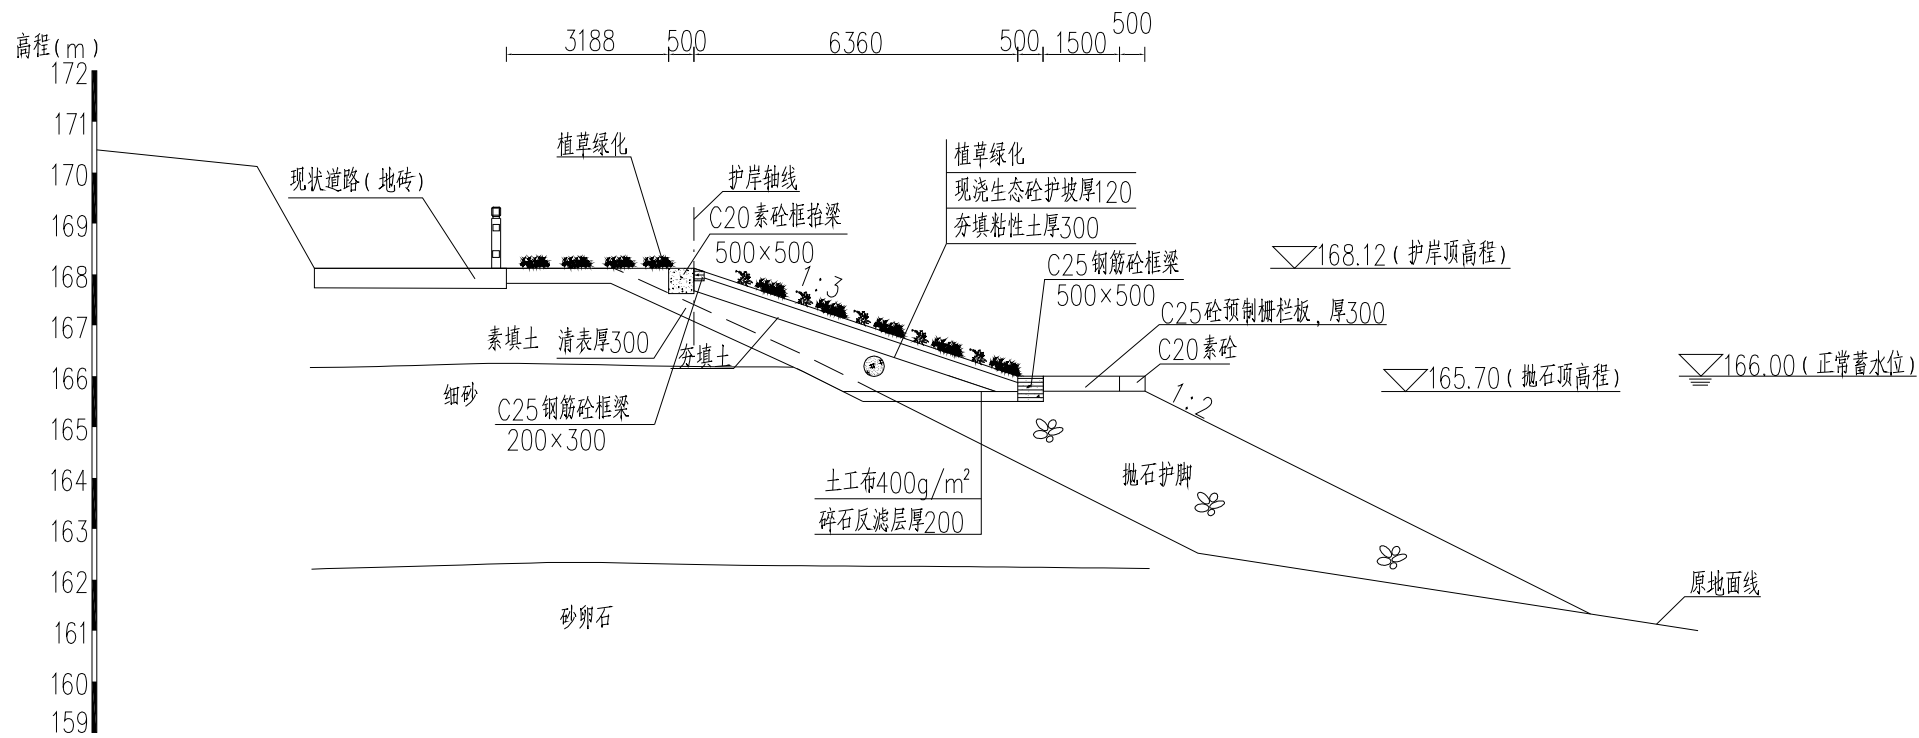 高程(m)
3188
500
6360
500
1500
500
172
171
170
169
168
167
166
165
164
163
162
161
160
159
现状道路(地砖)
植草绿化
护岸轴线
C20素砼框抬梁
500×500
1:3
植草绿化
现浇生态砼护坡厚120
夯填粘性土厚300
C25钢筋砼框梁
500×500
168.12(护岸顶高程)
C25砼预制栅栏板,厚300
C20素砼
165.70(抛石顶高程)
166.00(正常蓄水位)
素填土
清表厚300
夯填土
细砂
C25钢筋砼框梁
200×300
1:2
土工布400g/m²
碎石反滤层厚200
抛石护脚
砂卵石
原地面线